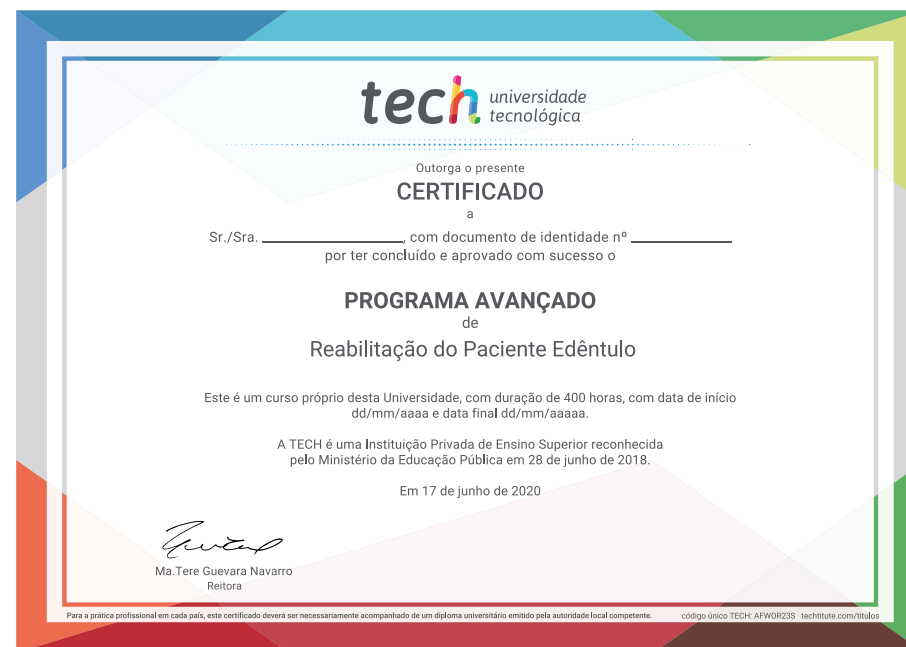 tech universidade
tecnológica
Outorga o presente
CERTIFICADO
a
Sr./Sra. ________________, com documento de identidade nº ____________
por ter concluído e aprovado com sucesso o
PROGRAMA AVANÇADO
de
Reabilitação do Paciente Edêntulo
Este é um curso próprio desta Universidade, com duração de 400 horas, com data de início
dd/mm/aaaa e data final dd/mm/aaaaa.
A TECH é uma Instituição Privada de Ensino Superior reconhecida
pelo Ministério da Educação Pública em 28 de junho de 2018.
Em 17 de junho de 2020
Ma.Tere Guevara Navarro
Reitora
Para a prática profissional em cada país, este certificado deverá ser necessariamente acompanhado de um diploma universitário emitido pela autoridade local competente. código único TECH: AFWOR23S techtitute.com/titulos